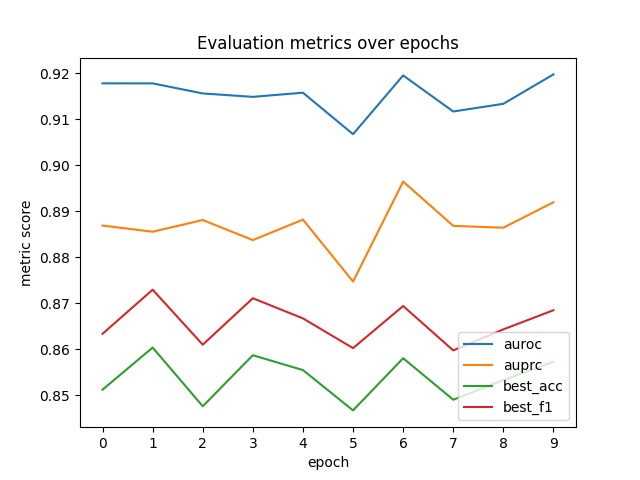 Evaluation metrics over epochs
metric score
0.92
0.91
0.90
0.89
0.88
0.87
0.86
0.85
auroc
auprc
best_acc
best_f1
0 1 2 3 4 5 6 7 8 9
epoch